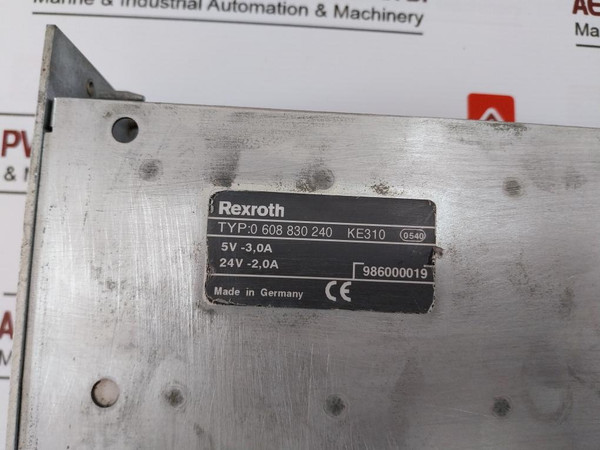 Marine & Industrial Automation & Machinery
Rexroth
TYP:0 608 830 240 KE310 0540
5V -3,0A
24V -2,0A
986000019
Made in Germany CE